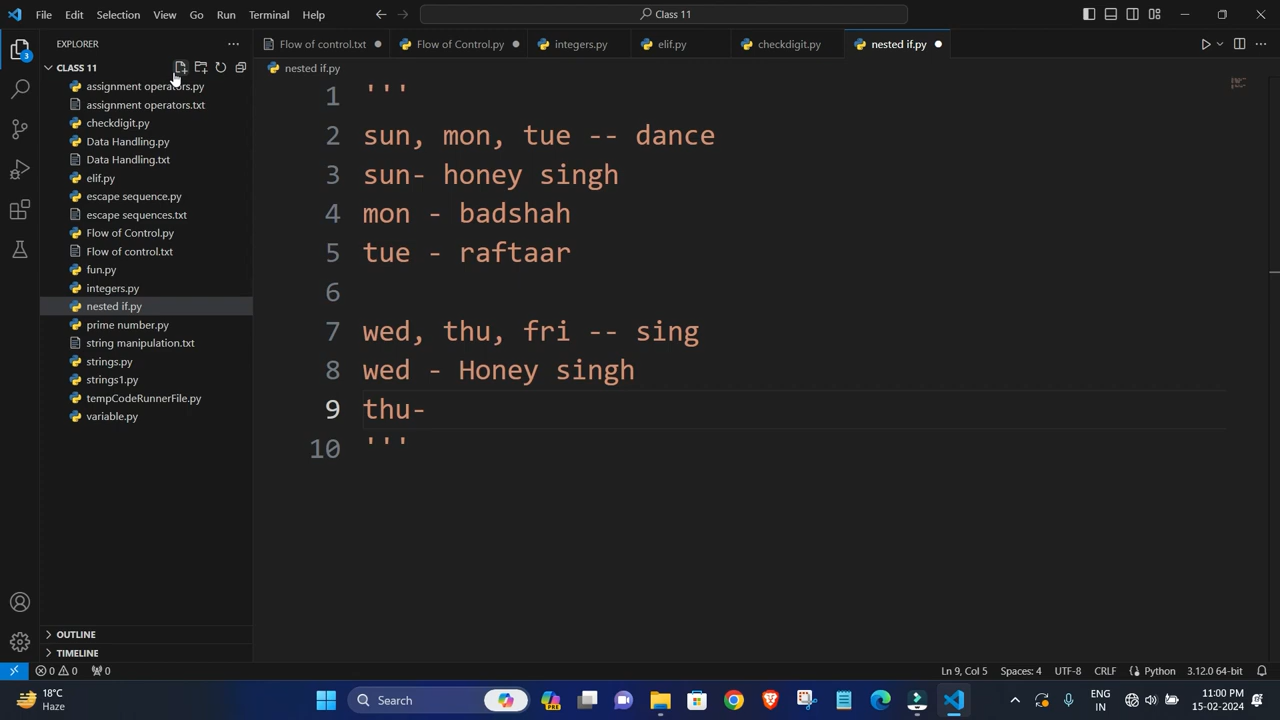 File Edit Selection View Go Run Terminal Help
Class 11
EXPLORER
Flow of control.txt
Flow of Control.py
integers.py
elif.py
checkdigit.py
nested if.py
CLASS 11
nested if.py
assignment operators.py
assignment operators.txt
checkdigit.py
Data Handling.py
Data Handling.txt
elif.py
escape sequence.py
escape sequences.txt
Flow of Control.py
Flow of control.txt
fun.py
integers.py
nested if.py
prime number.py
string manipulation.txt
strings.py
strings1.py
tempCodeRunnerFile.py
variable.py
OUTLINE
TIMELINE
1 '''
2 sun, mon, tue -- dance
3 sun- honey singh
4 mon - badshah
5 tue - raftaar
6
7 wed, thu, fri -- sing
8 wed - Honey singh
9 thu-
10 '''
3
0 0 0
Ln 9, Col 5 Spaces: 4 UTF-8 CRLF Python 3.12.0 64-bit
18°C
Haze
Search
PRE
ENG
IN
11:00 PM
15-02-2024